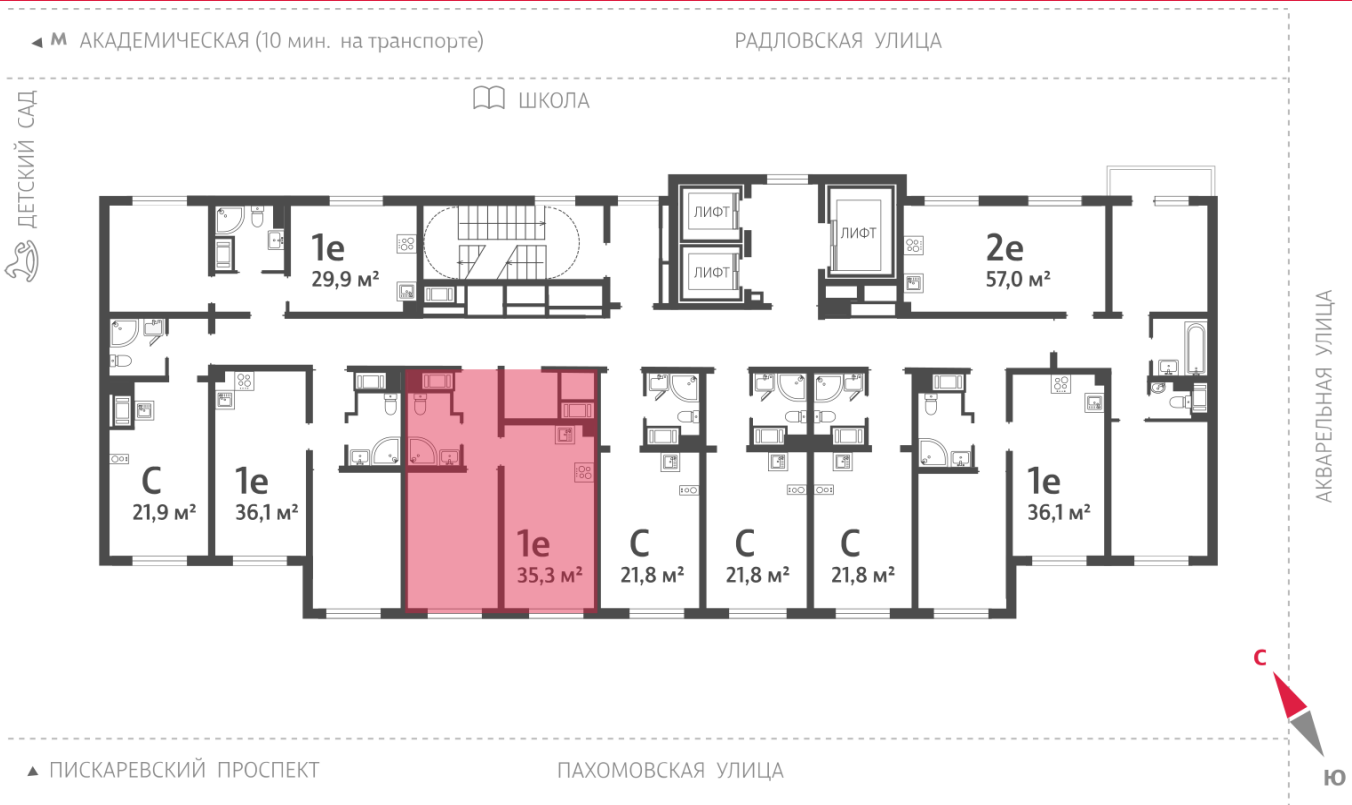 М АКАДЕМИЧЕСКАЯ (10 мин. на транспорте)
РАДЛОВСКАЯ УЛИЦА
ДЕТСКИЙ САД
ШКОЛА
ЛИФТ
ЛИФТ
ЛИФТ
1е
29,9 м²
2е
57,0 м²
С
21,9 м²
1е
36,1 м²
1е
35,3 м²
С
21,8 м²
С
21,8 м²
С
21,8 м²
1е
36,1 м²
АКВАРЕЛЬНАЯ УЛИЦА
С
Ю
ПИСКАРЕВСКИЙ ПРОСПЕКТ
ПАХОМОВСКАЯ УЛИЦА